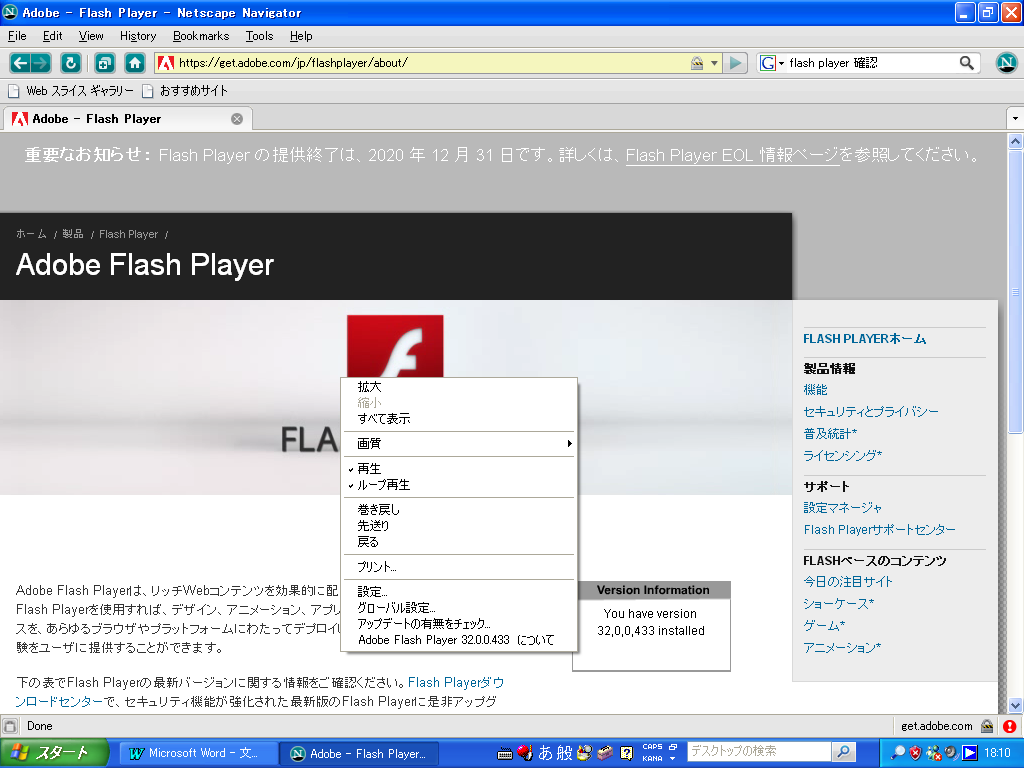 Adobe - Flash Player - Netscape Navigator
File Edit View History Bookmarks Tools Help
https://get.adobe.com/jp/flashplayer/about/
flash player 確認
Web スライス ギャラリー おすすめサイト
Adobe - Flash Player
重要なお知らせ： Flash Player の提供終了は、2020 年 12 月 31 日です。詳しくは、Flash Player EOL 情報ページを参照してください。
ホーム / 製品 / Flash Player /
Adobe Flash Player
FLA
拡大
縮小
すべて表示
画質
再生
ループ再生
巻き戻し
先送り
戻る
プリント...
設定...
グローバル設定...
アップデートの有無をチェック...
Adobe Flash Player 32.0.0.433 について
FLASH PLAYERホーム
製品情報
機能
セキュリティとプライバシー
普及統計*
ライセンシング*
サポート
設定マネージャ
Flash Playerサポートセンター
FLASHベースのコンテンツ
今日の注目サイト
ショーケース*
ゲーム*
アニメーション*
Adobe Flash Playerは、リッチWebコンテンツを効果的に配
Flash Playerを使用すれば、デザイン、アニメーション、アプレ
スを、あらゆるブラウザやプラットフォームにわたってデプロイし
験をユーザに提供することができます。
Version Information
You have version
32,0,0,433 installed
下の表でFlash Playerの最新バージョンに関する情報をご確認ください。Flash Playerダウ
ンロードセンターで、セキュリティ機能が強化された最新版のFlash Playerに是非アップグ
Done
get.adobe.com
スタート
Microsoft Word - 文...
Adobe - Flash Player...
あ 般
CAPS
KANA
デスクトップの検索
18:10